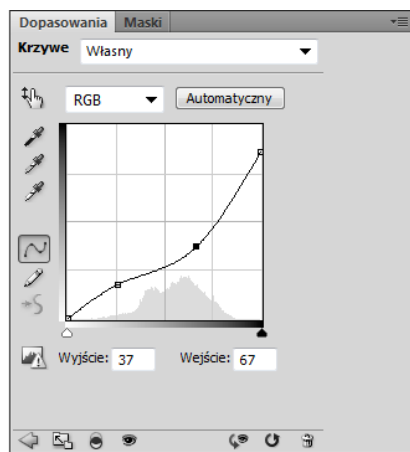 Dopasowania Maski
Krzywe Własny
RGB Automatyczny
Wyjście: 37 Wejście: 67